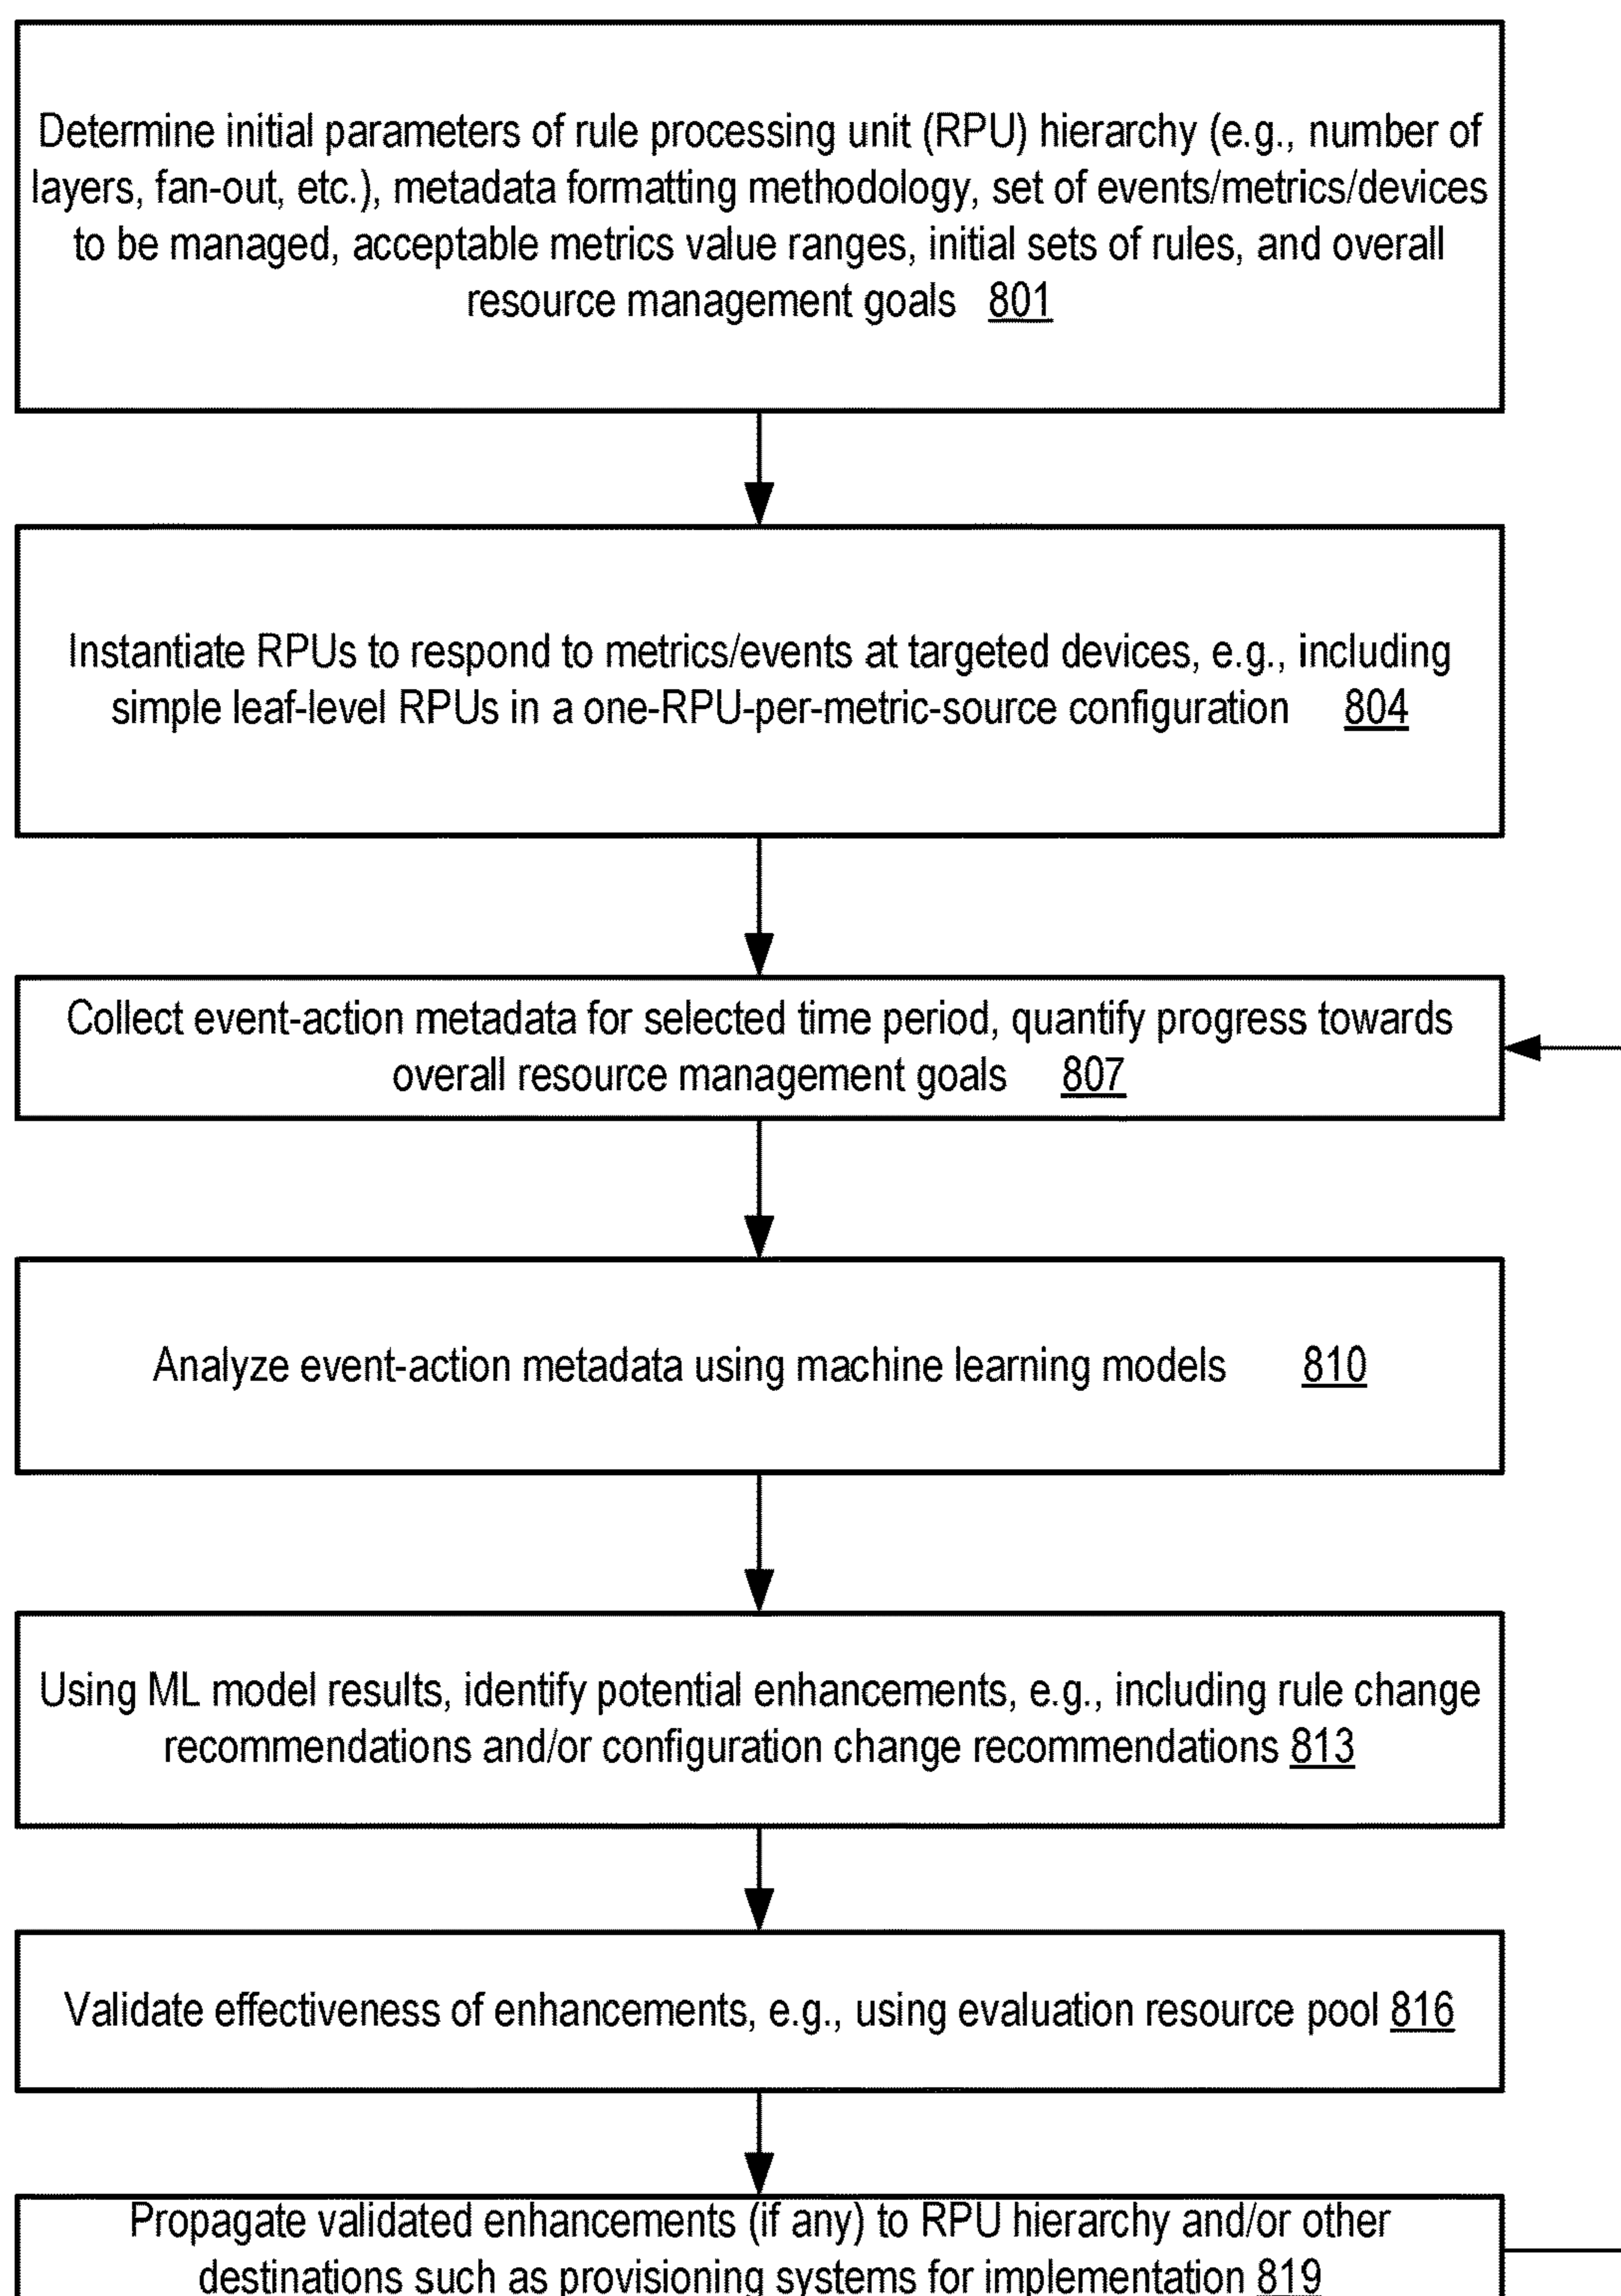 Determine initial parameters of rule processing unit (RPU) hierarchy (e.g., number of
layers, fan-out, etc.), metadata formatting methodology, set of events/metrics/devices
to be managed, acceptable metrics value ranges, initial sets of rules, and overall
resource management goals 801
Instantiate RPUs to respond to metrics/events at targeted devices, e.g., including
simple leaf-level RPUs in a one-RPU-per-metric-source configuration 804
Collect event-action metadata for selected time period, quantify progress towards
overall resource management goals 807
Analyze event-action metadata using machine learning models 810
Using ML model results, identify potential enhancements, e.g., including rule change
recommendations and/or configuration change recommendations 813
Validate effectiveness of enhancements, e.g., using evaluation resource pool 816
Propagate validated enhancements (if any) to RPU hierarchy and/or other
destinations such as provisioning systems for implementation 819